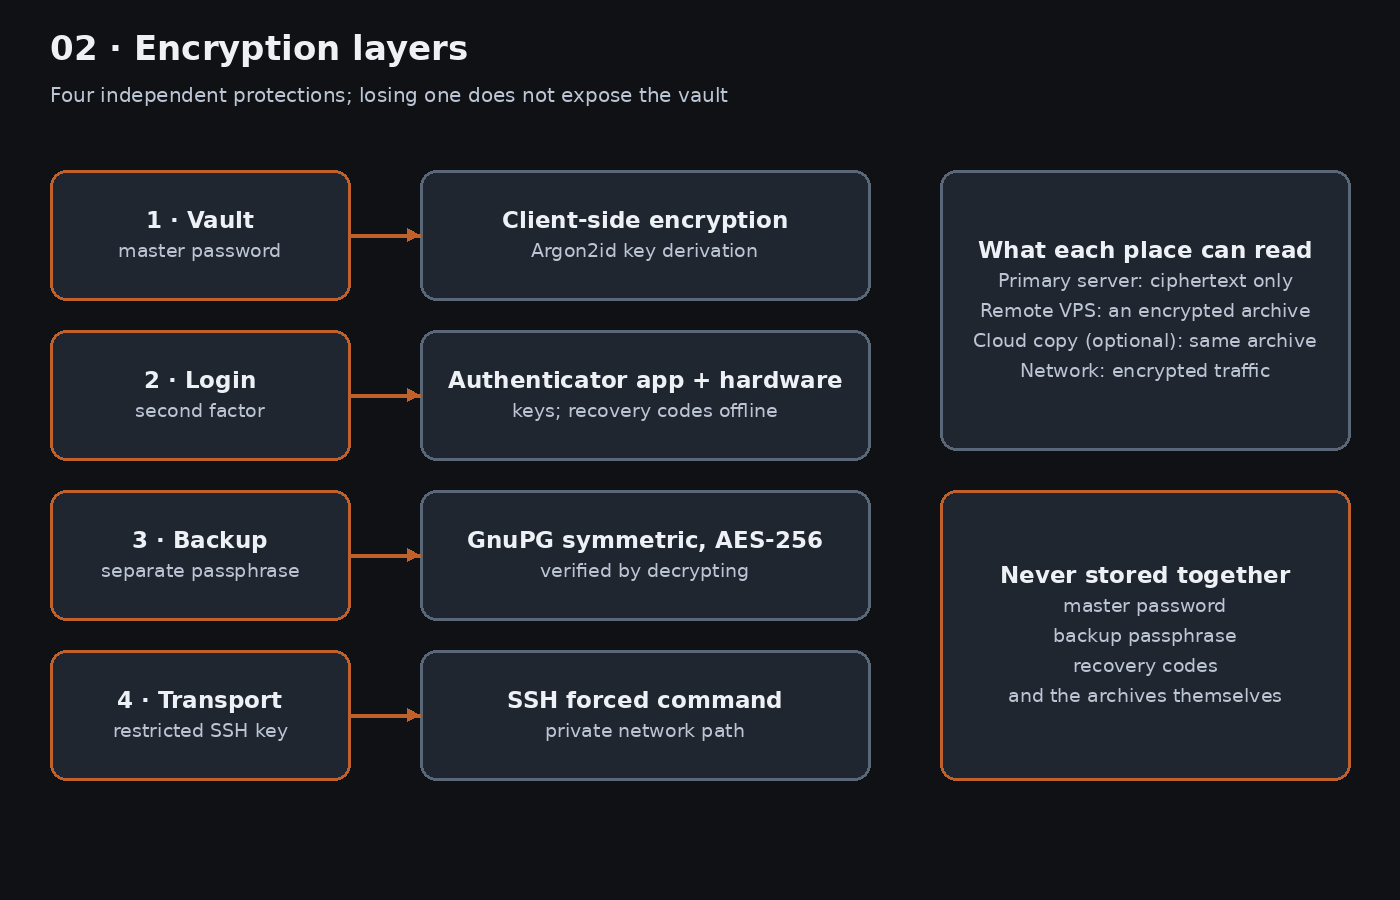 02 · Encryption layers
Four independent protections; losing one does not expose the vault
1 · Vault
master password
Client-side encryption
Argon2id key derivation
2 · Login
second factor
Authenticator app + hardware
keys; recovery codes offline
3 · Backup
separate passphrase
GnuPG symmetric, AES-256
verified by decrypting
4 · Transport
restricted SSH key
SSH forced command
private network path
What each place can read
Primary server: ciphertext only
Remote VPS: an encrypted archive
Cloud copy (optional): same archive
Network: encrypted traffic
Never stored together
master password
backup passphrase
recovery codes
and the archives themselves